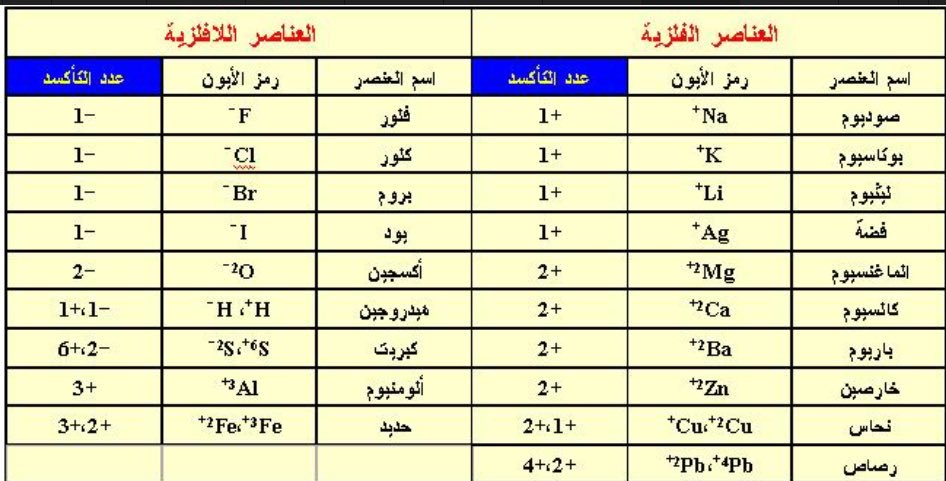 العناصر الفلزية العناصر اللافلزية
اسم العنصر رمز الأيون عدد التأكسد اسم العنصر رمز الأيون عدد التأكسد
صوديوم ⁺Na 1+ فلور ⁻F 1−
بوتاسيوم ⁺K 1+ كلور ⁻Cl 1−
ليثيوم ⁺Li 1+ بروم ⁻Br 1−
فضة ⁺Ag 1+ يود ⁻I 1−
الماغنسيوم ⁺²Mg 2+ أكسجين ⁻²O 2−
كالسيوم ⁺²Ca 2+ هيدروجين ⁻H ،⁺H 1+،1−
باريوم ⁺²Ba 2+ كبريت ⁻²S،⁺⁶S 6+،2−
خارصين ⁺²Zn 2+ ألومنيوم ⁺³Al 3+
نحاس ⁺Cu،⁺²Cu 2+،1+ حديد ⁺²Fe،⁺³Fe 3+،2+
رصاص ⁺²Pb،⁺⁴Pb 4+،2+